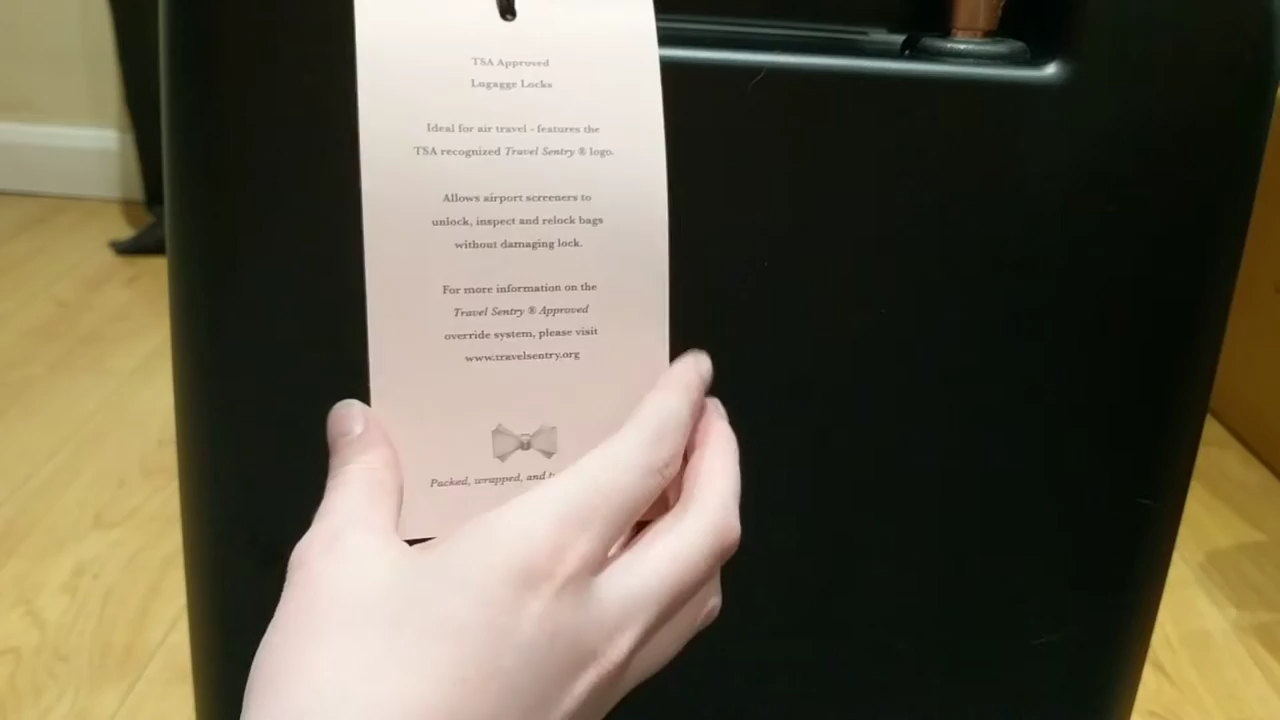 TSA Approved
Lugagge Locks
Ideal for air travel - features the
TSA recognized Travel Sentry ® logo.
Allows airport screeners to
unlock, inspect and relock bags
without damaging lock.
For more information on the
Travel Sentry ® Approved
override system, please visit
www.travelsentry.org
Packed, wrapped, and